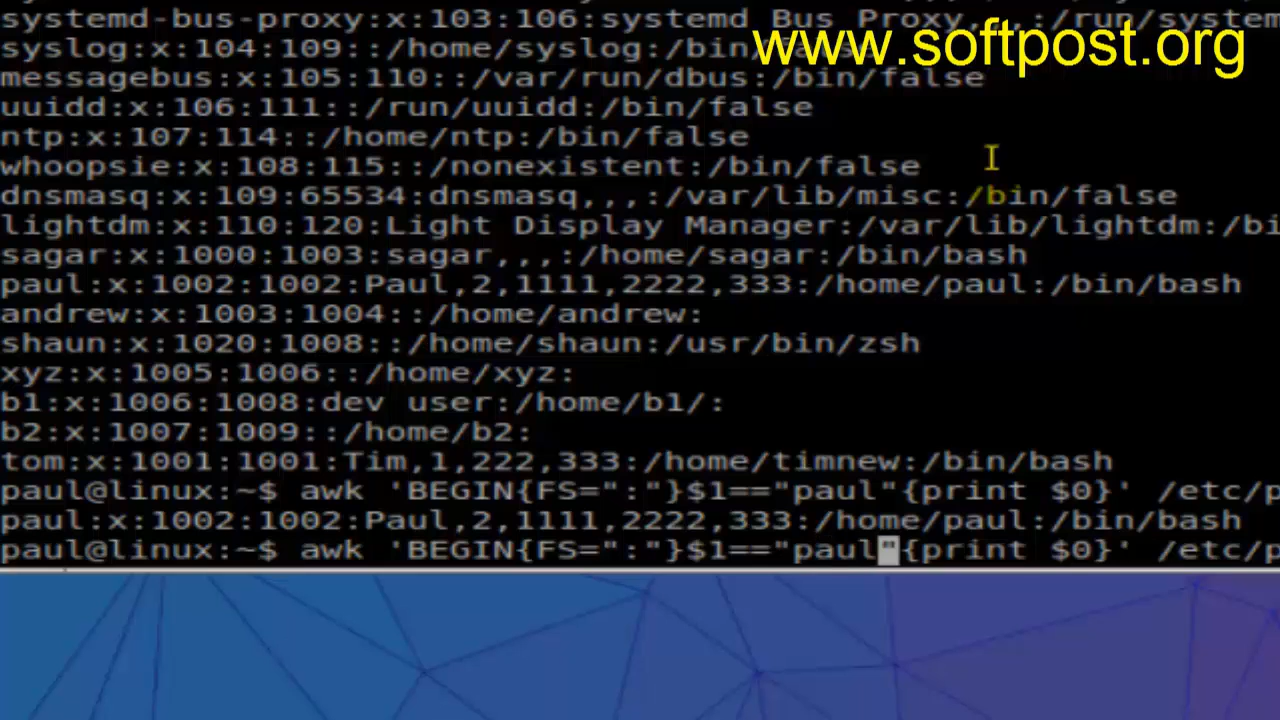 systemd-bus-proxy:x:103:106:systemd Bus Proxy,,,:/run/system
www.softpost.org
syslog:x:104:109::/home/syslog:/bin/false
messagebus:x:105:110::/var/run/dbus:/bin/false
uuidd:x:106:111::/run/uuidd:/bin/false
ntp:x:107:114::/home/ntp:/bin/false
whoopsie:x:108:115::/nonexistent:/bin/false
dnsmasq:x:109:65534:dnsmasq,,,:/var/lib/misc:/bin/false
lightdm:x:110:120:Light Display Manager:/var/lib/lightdm:/bi
sagar:x:1000:1003:sagar,,,:/home/sagar:/bin/bash
paul:x:1002:1002:Paul,2,1111,2222,333:/home/paul:/bin/bash
andrew:x:1003:1004::/home/andrew:
shaun:x:1020:1008::/home/shaun:/usr/bin/zsh
xyz:x:1005:1006::/home/xyz:
b1:x:1006:1008:dev user:/home/b1/:
b2:x:1007:1009::/home/b2:
tom:x:1001:1001:Tim,1,222,333:/home/timnew:/bin/bash
paul@linux:~$ awk 'BEGIN{FS=":"}$1=="paul"{print $0}' /etc/p
paul:x:1002:1002:Paul,2,1111,2222,333:/home/paul:/bin/bash
paul@linux:~$ awk 'BEGIN{FS=":"}$1=="paul"{print $0}' /etc/p